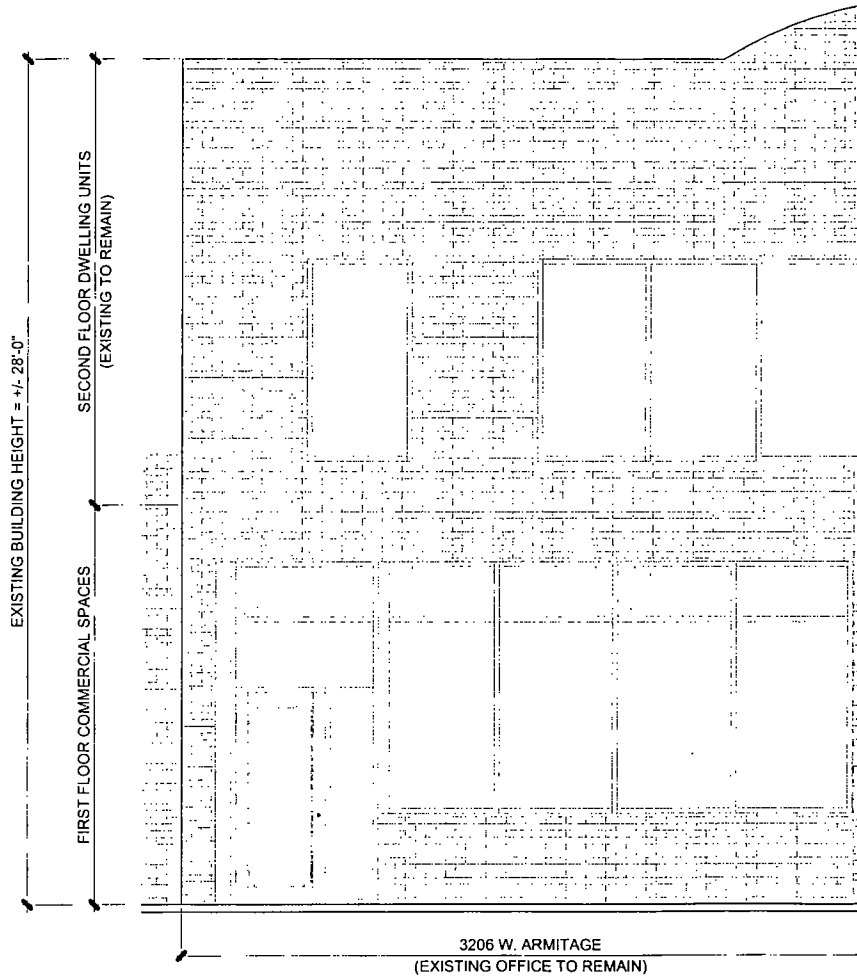 EXISTING BUILDING HEIGHT = +/- 28'-0"
SECOND FLOOR DWELLING UNITS
(EXISTING TO REMAIN)
FIRST FLOOR COMMERCIAL SPACES
3206 W. ARMITAGE
(EXISTING OFFICE TO REMAIN)